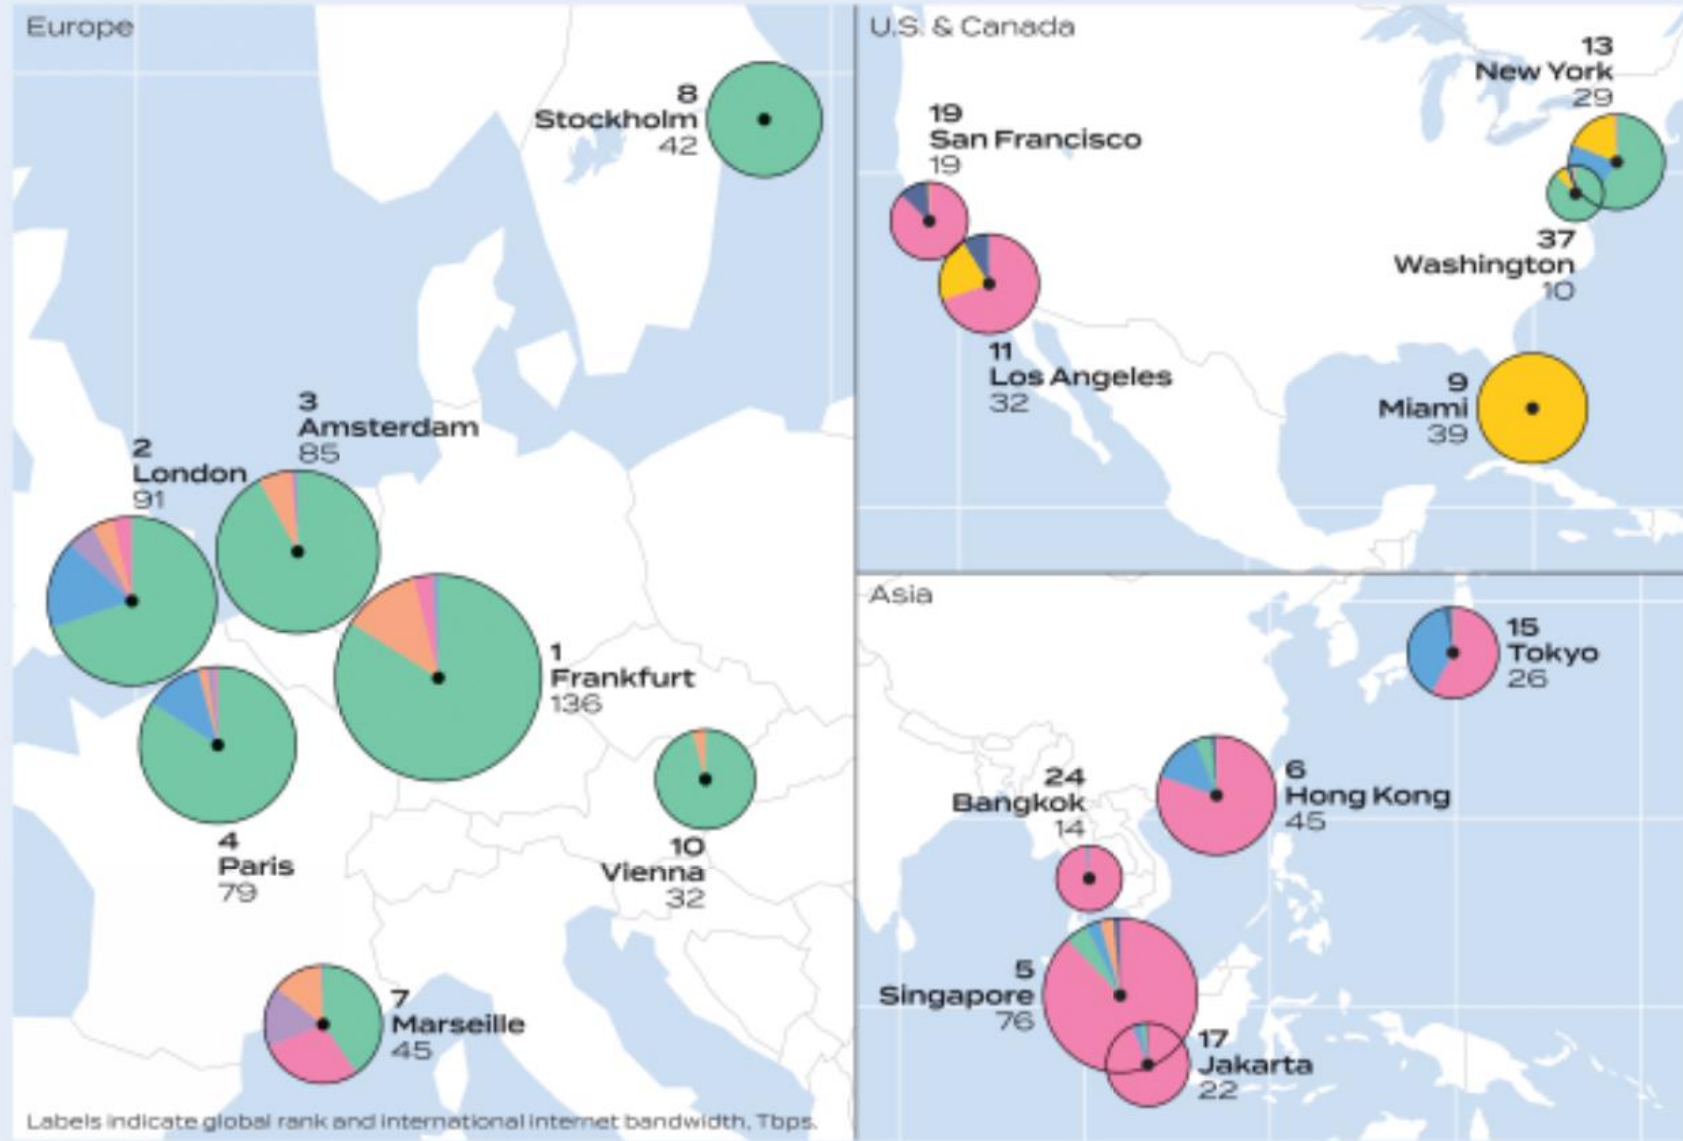 Europe
8
Stockholm
42
3
Amsterdam
85
2
London
91
1
Frankfurt
136
4
Paris
79
10
Vienna
32
7
Marseille
45
Labels indicate global rank and international internet bandwidth, Tbps.
U.S. & Canada
13
New York
29
19
San Francisco
19
37
Washington
10
11
Los Angeles
32
9
Miami
39
Asia
15
Tokyo
26
6
Hong Kong
45
24
Bangkok
14
5
Singapore
76
17
Jakarta
22